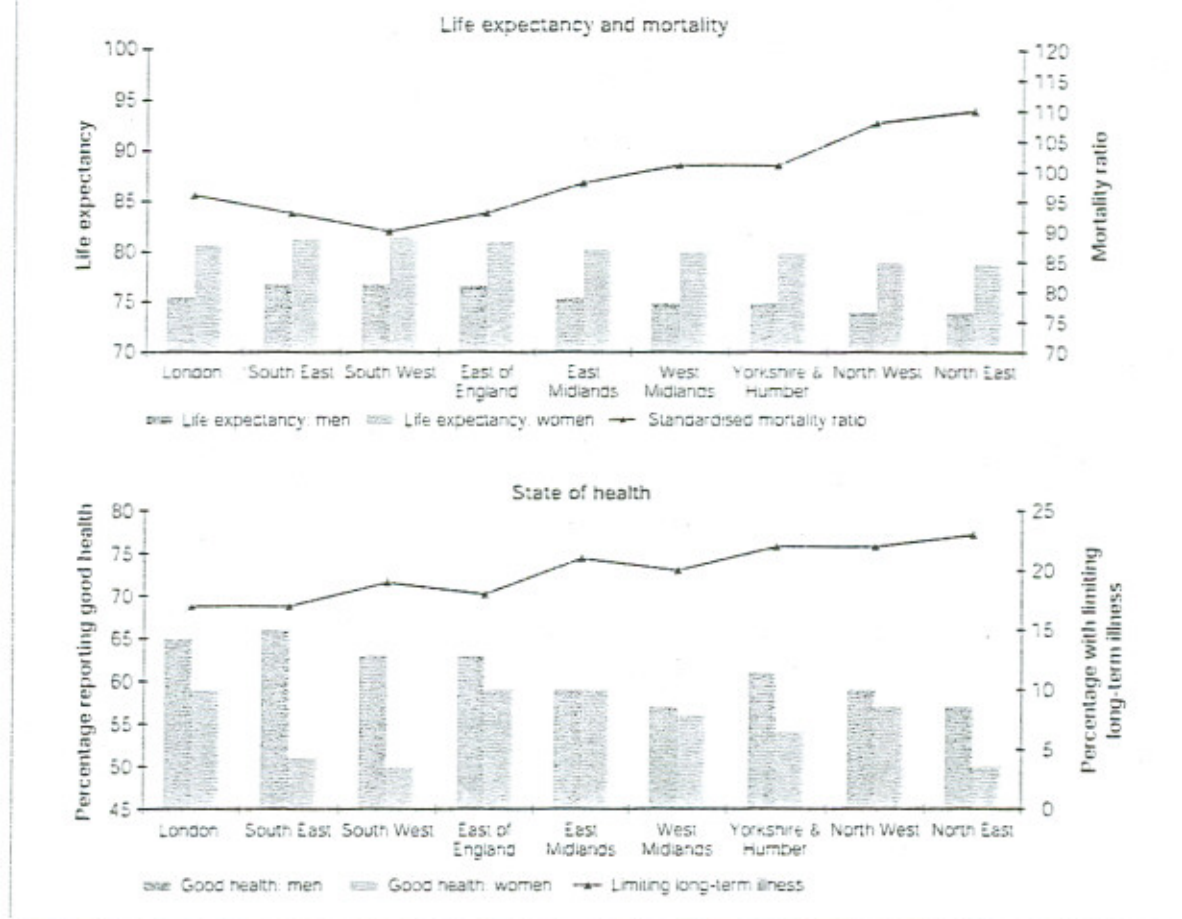 Life expectancy and mortality
100
95
90
85
80
75
70
Life expectancy
120
115
110
105
100
95
90
85
80
75
70
Mortality ratio
London South East South West East of England East Midlands West Midlands Yorkshire & Humber North West North East
Life expectancy: men Life expectancy: women Standardised mortality ratio
State of health
80
75
70
65
60
55
50
45
Percentage reporting good health
25
20
15
10
5
0
Percentage with limiting
long-term illness
London South East South West East of England East Midlands West Midlands Yorkshire & Humber North West North East
Good health: men Good health: women Limiting long-term illness